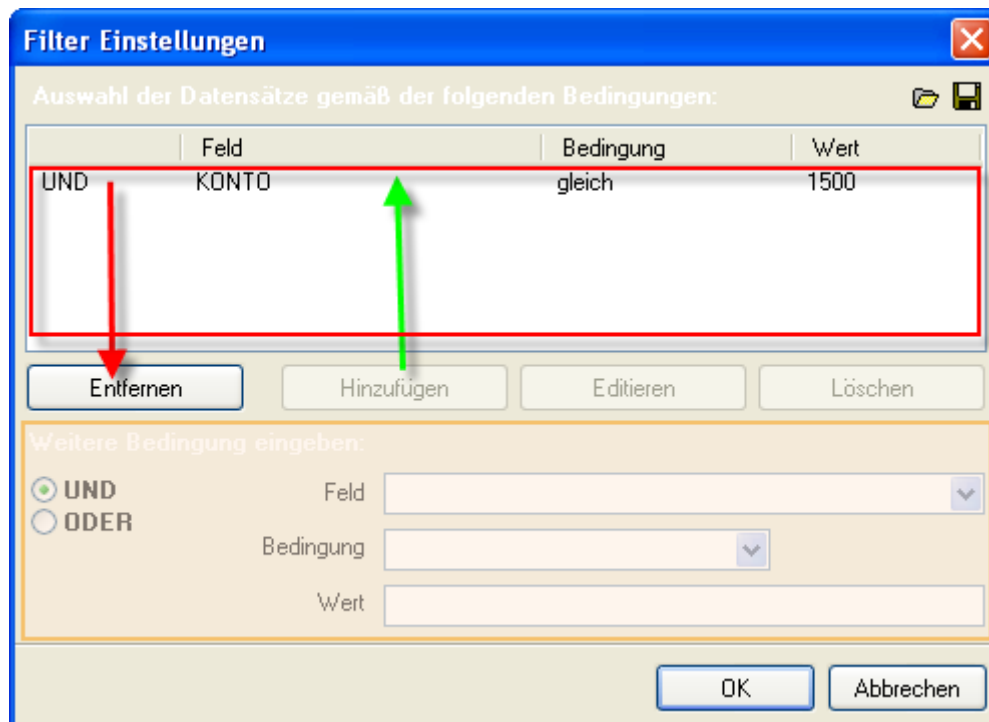 Filter Einstellungen
Auswahl der Datensätze gemäß der folgenden Bedingungen:
Feld Bedingung Wert
UND KONTO gleich 1500
Entfernen Hinzufügen Editieren Löschen
Weitere Bedingung eingeben:
UND Feld
ODER
Bedingung
Wert
OK Abbrechen